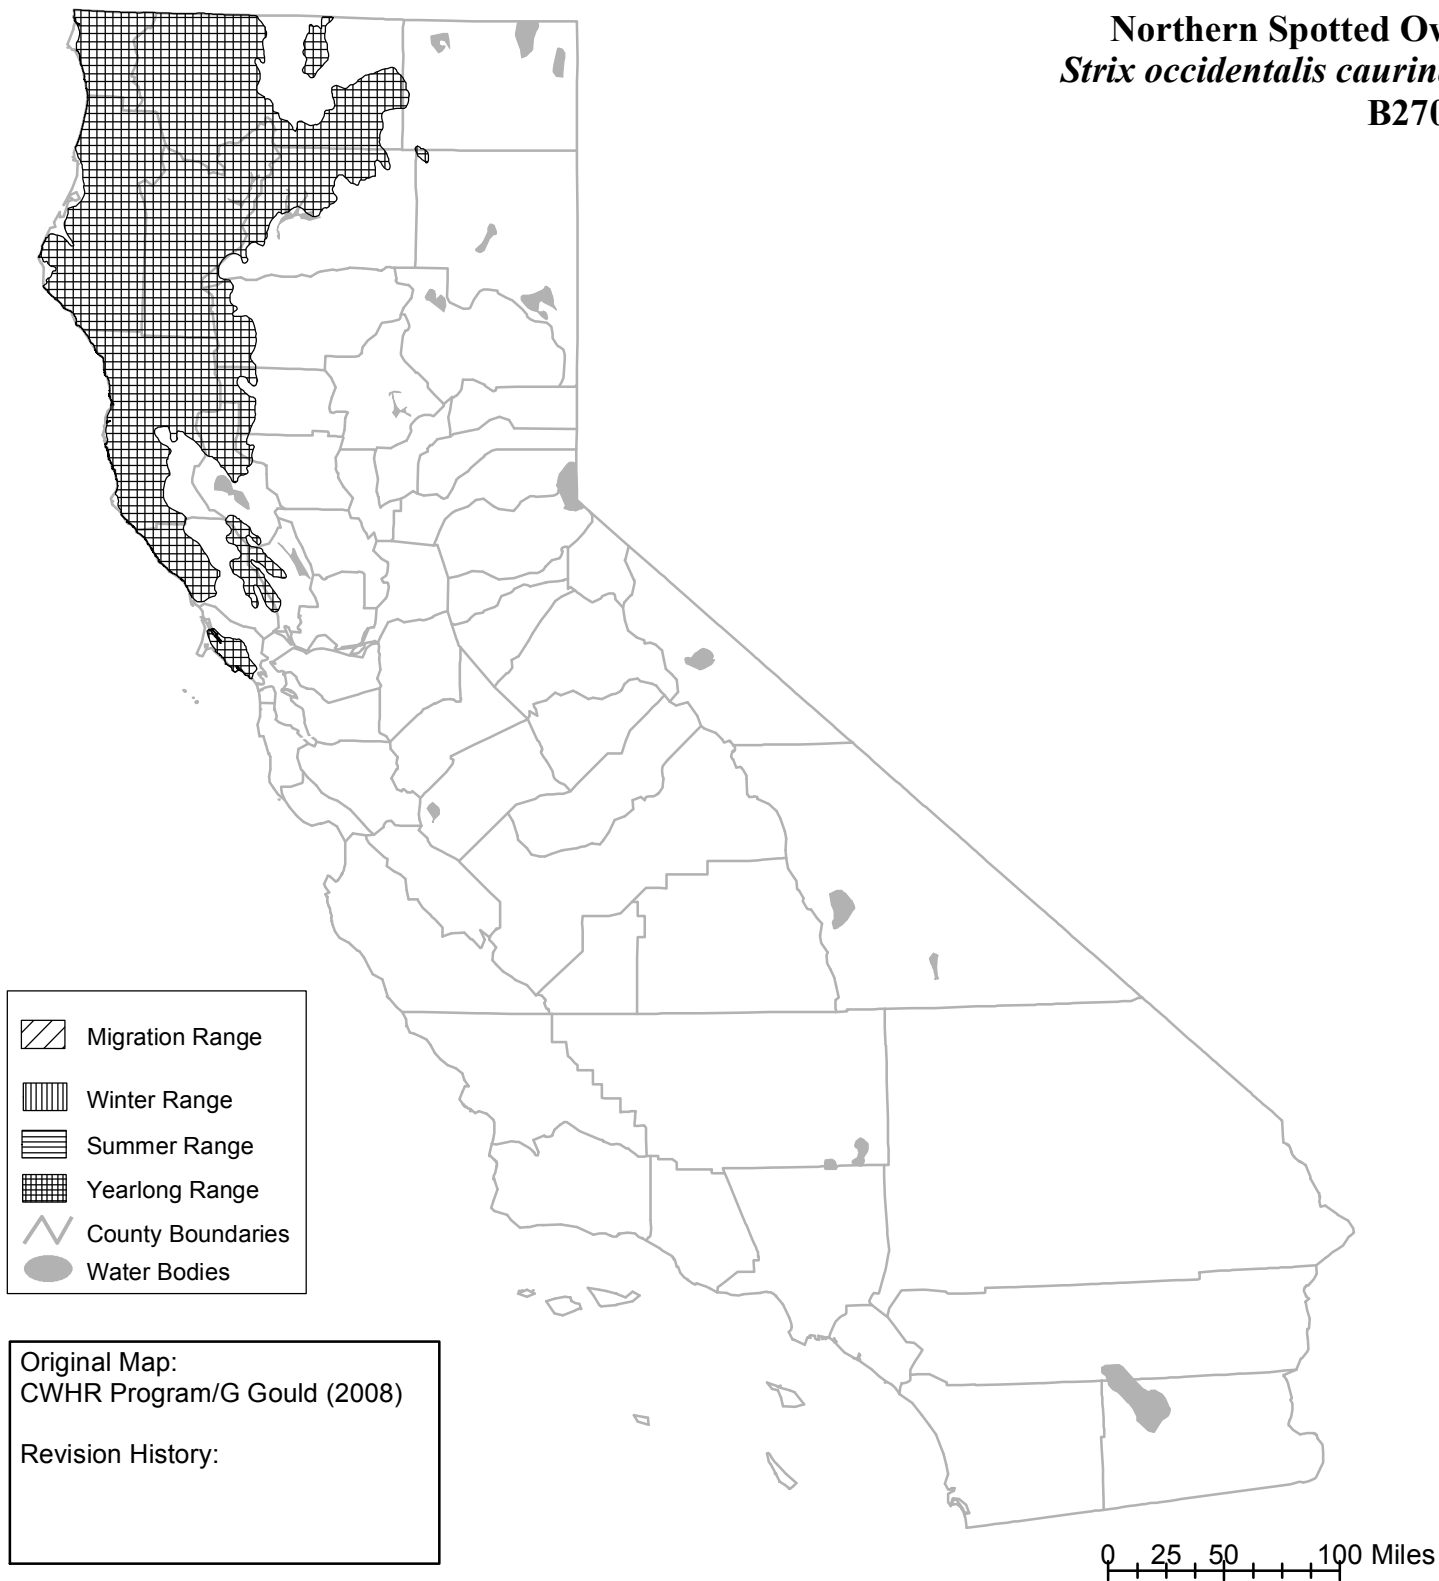 Northern Spotted Ow
Strix occidentalis caurin
B270
Migration Range
Winter Range
Summer Range
Yearlong Range
County Boundaries
Water Bodies
Original Map:
CWHR Program/G Gould (2008)
Revision History:
0 25 50 100 Miles